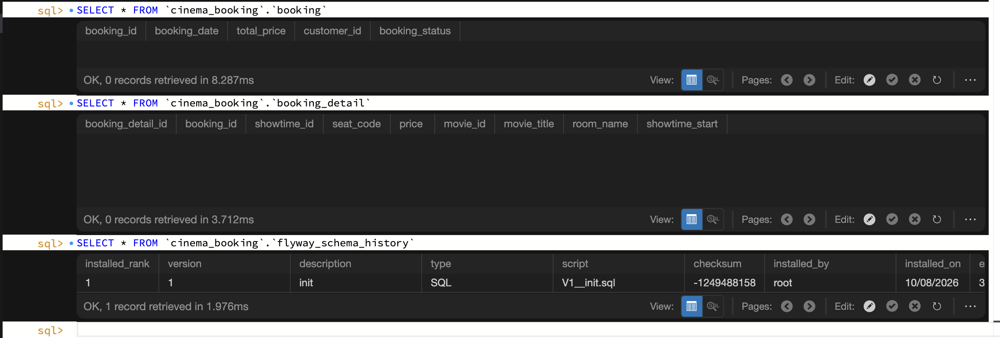 sql> SELECT * FROM `cinema_booking`.`booking`
booking_id booking_date total_price customer_id booking_status
OK, 0 records retrieved in 8.287ms View: SQL Pages: Edit: ...
sql> SELECT * FROM `cinema_booking`.`booking_detail`
booking_detail_id booking_id showtime_id seat_code price movie_id movie_title room_name showtime_start
OK, 0 records retrieved in 3.712ms View: SQL Pages: Edit: ...
sql> SELECT * FROM `cinema_booking`.`flyway_schema_history`
installed_rank version description type script checksum installed_by installed_on e
1 1 init SQL V1__init.sql -1249488158 root 10/08/2026 3
OK, 1 record retrieved in 1.976ms View: SQL Pages: Edit: ...
sql>